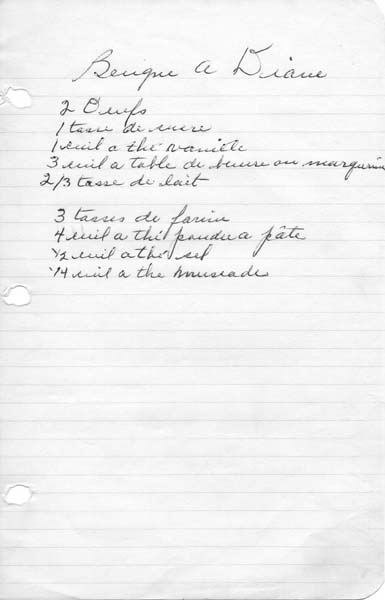 Beigne a Diane
2 Oeufs
1 tasse de sucre
1 cuil a thé vanille
3 cuil a table de beurre ou margarine
2/3 tasse de lait
3 tasses de farine
4 cuil a thé poudre a pâte
1/2 cuil a thé sel
1/4 cuil a the muscade